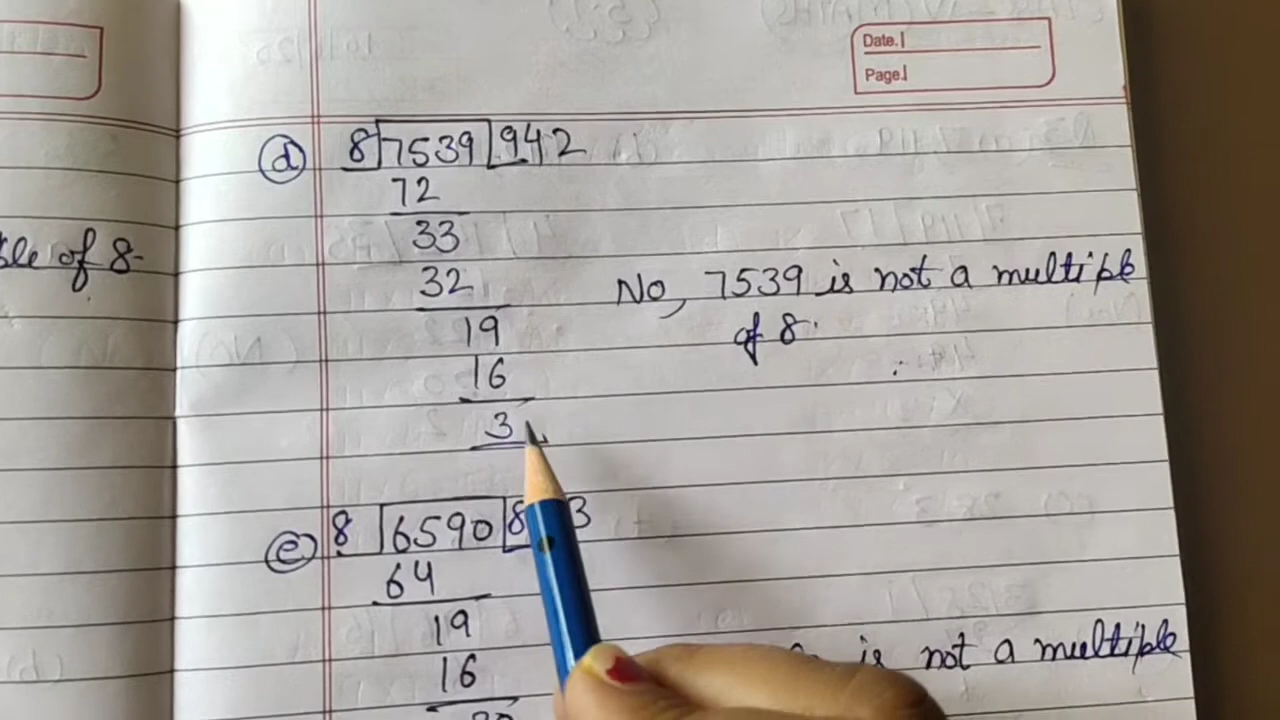 Date.
Page.
of 8.
d 8 7539 942
72
33
32
No, 7539 is not a multiple
of 8.
19
16
3
e 8 6590 8 3
64
19
is not a multiple
16